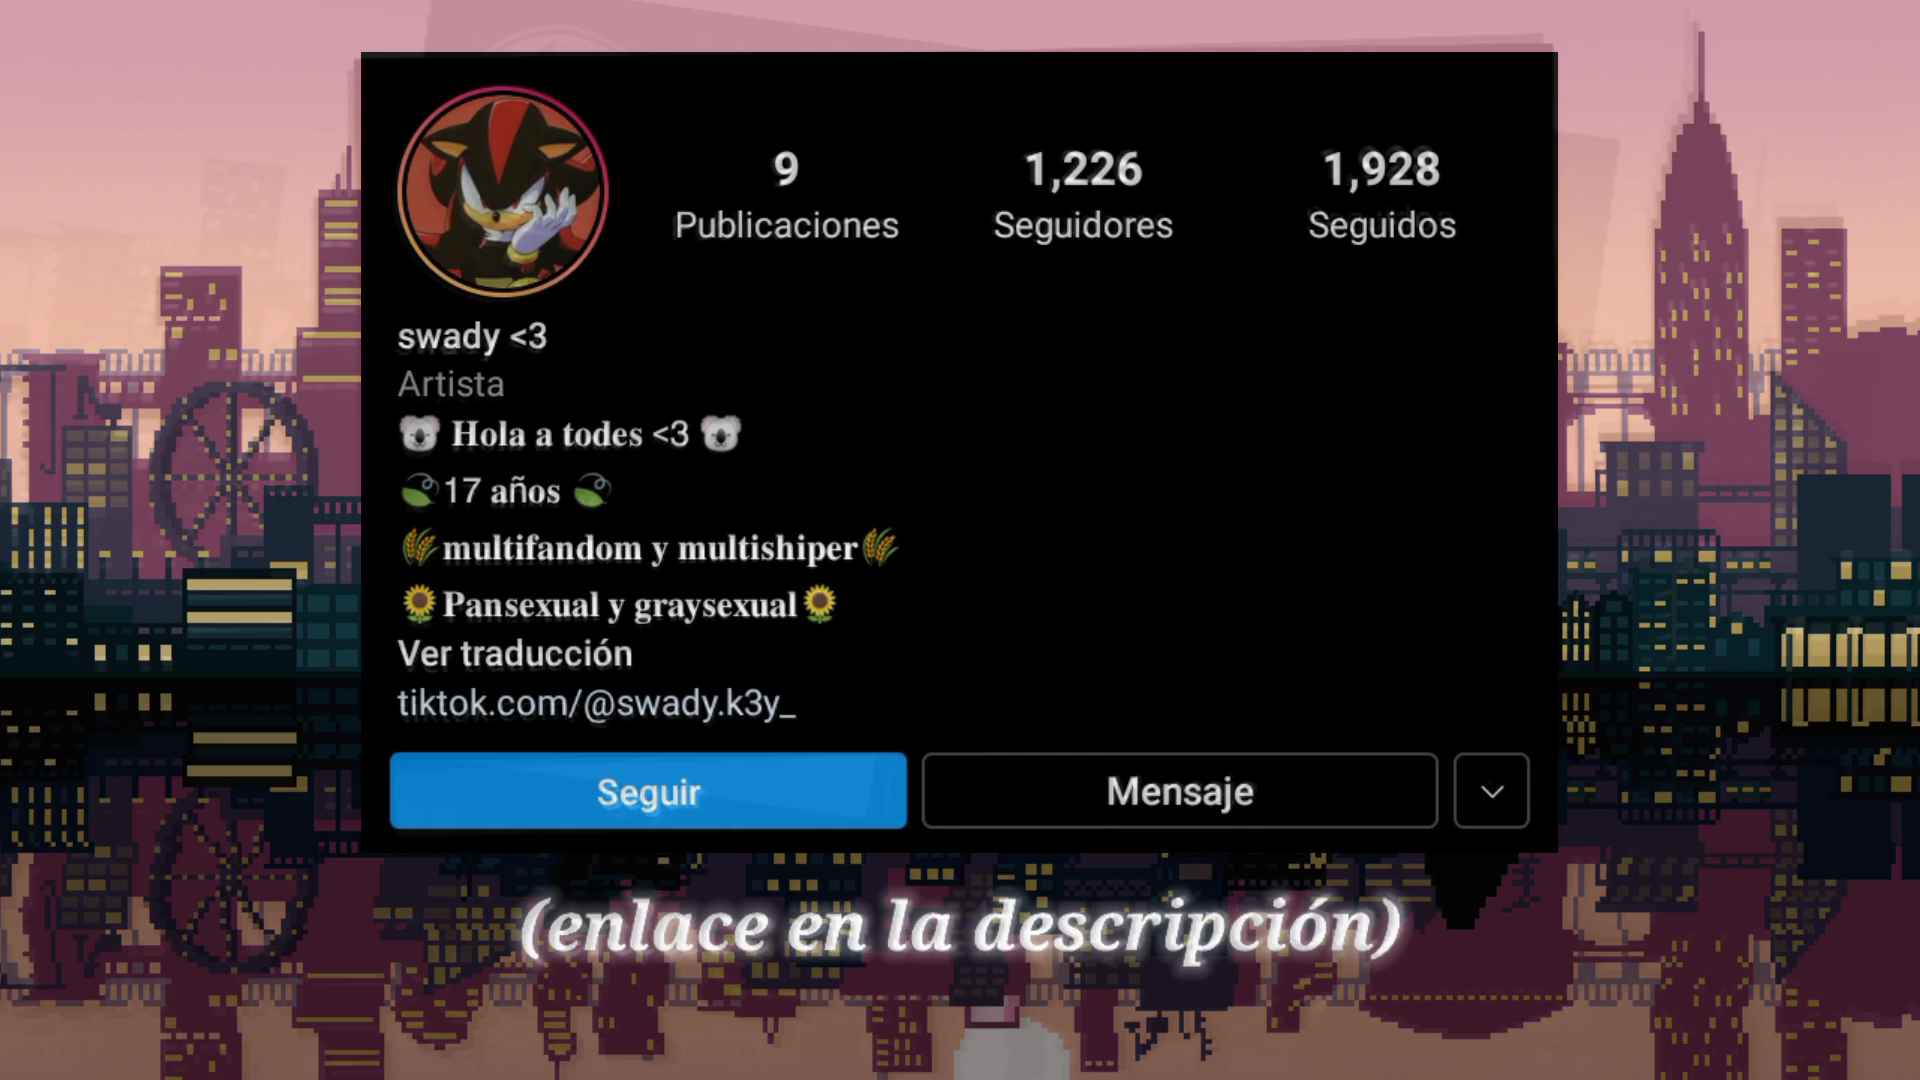 9 1,226 1,928
Publicaciones Seguidores Seguidos
swady <3
Artista
🐨 Hola a todes <3 🐨
🍃17 años 🍃
🌾multifandom y multishiper🌾
🌻Pansexual y graysexual🌻
Ver traducción
tiktok.com/@swady.k3y_
Seguir Mensaje
(enlace en la descripción)